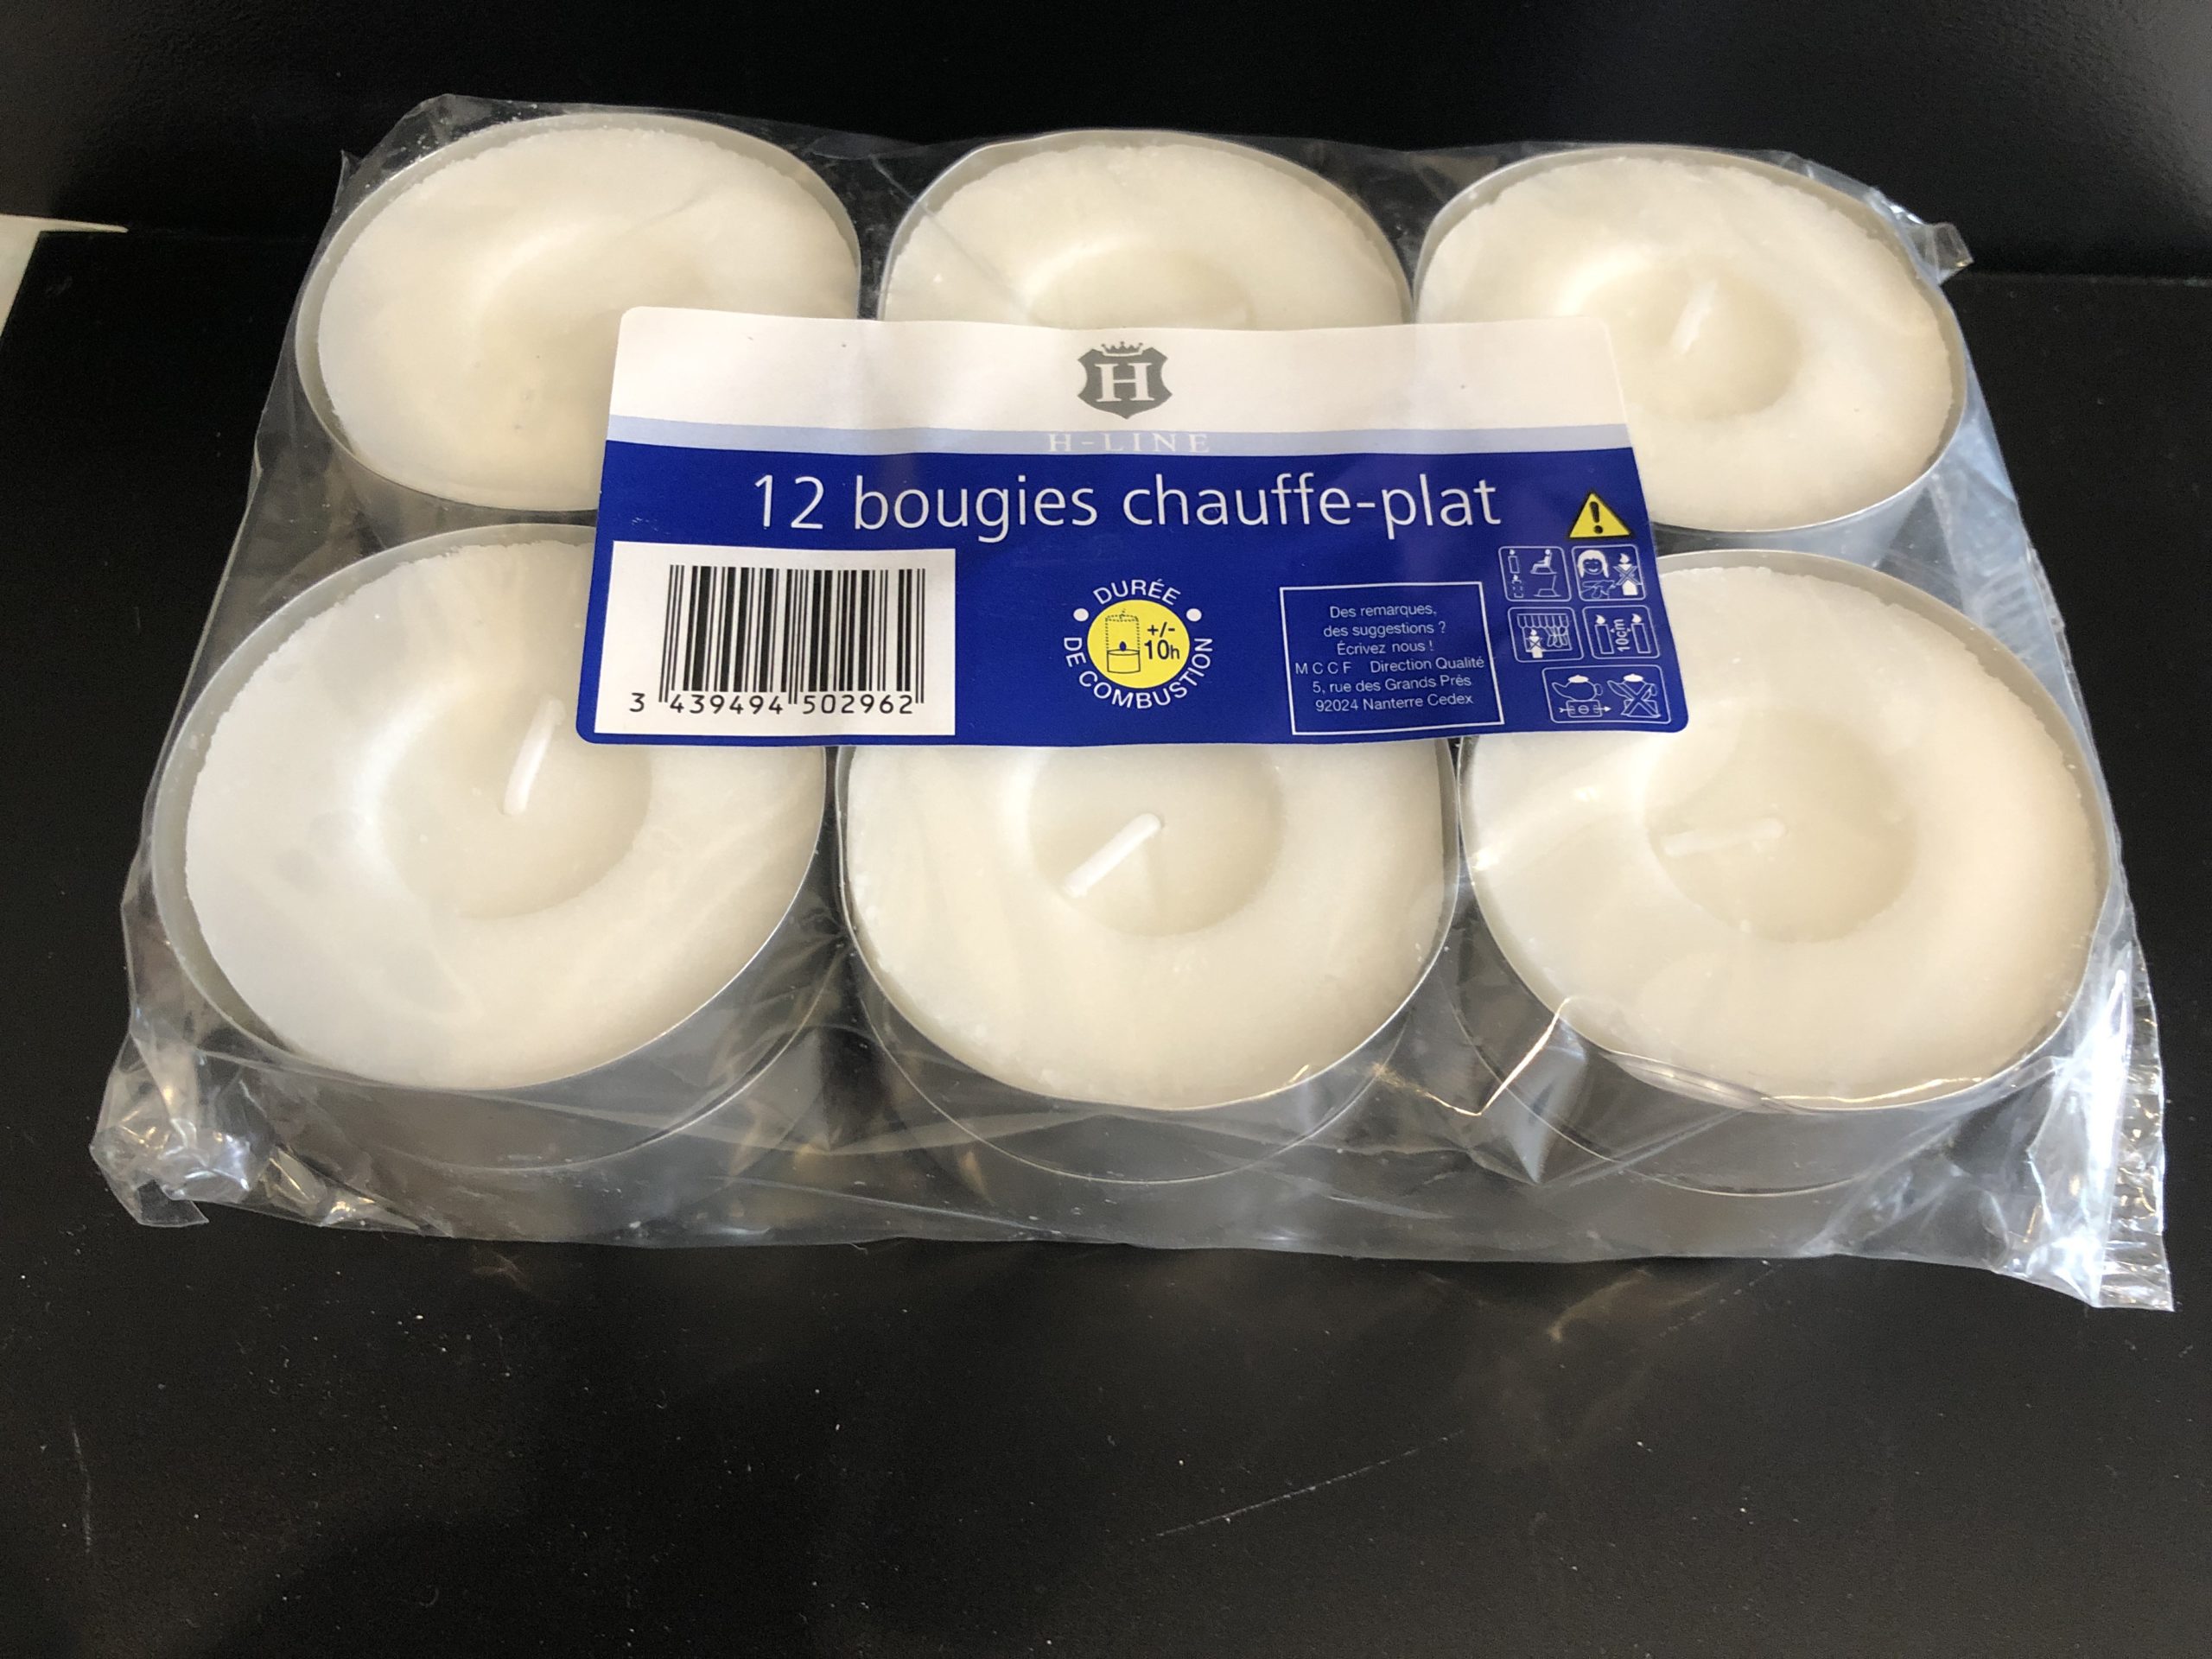 H
H-LINE
12 bougies chauffe-plat
3 439494 502962
DURÉE
DE COMBUSTION
+/-
10h
Des remarques,
des suggestions ?
Écrivez nous !
M C C F Direction Qualité
5, rue des Grands Prés
92024 Nanterre Cedex
10cm